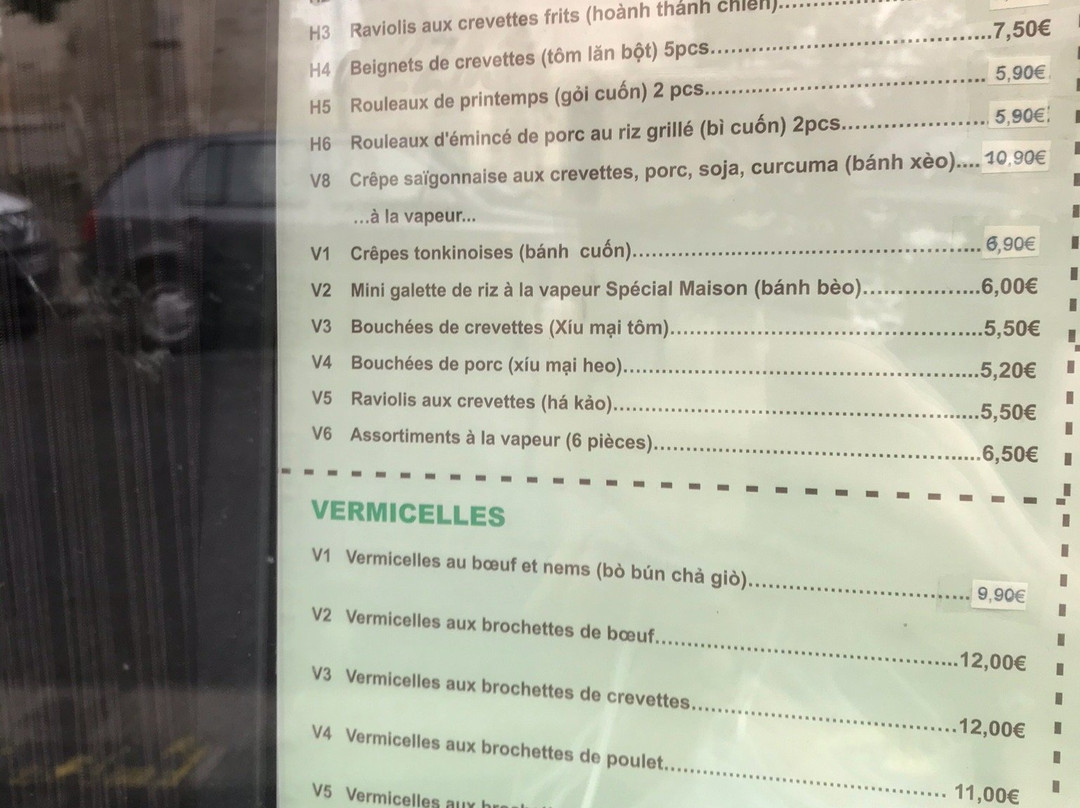 H3 Raviolis aux crevettes frits (hoành thánh chiên)...
H4 Beignets de crevettes (tôm lăn bột) 5pcs...7,50€
H5 Rouleaux de printemps (gỏi cuốn) 2 pcs...5,90€
H6 Rouleaux d'émincé de porc au riz grillé (bì cuốn) 2pcs...5,90€
V8 Crêpe saïgonnaise aux crevettes, porc, soja, curcuma (bánh xèo)....10,90€
...à la vapeur...
V1 Crêpes tonkinoises (bánh cuốn)...6,90€
V2 Mini galette de riz à la vapeur Spécial Maison (bánh bèo)...6,00€
V3 Bouchées de crevettes (Xíu mại tôm)...5,50€
V4 Bouchées de porc (xíu mại heo)...5,20€
V5 Raviolis aux crevettes (há kảo)...5,50€
V6 Assortiments à la vapeur (6 pièces)...6,50€
VERMICELLES
V1 Vermicelles au bœuf et nems (bò bún chả giò)...9,90€
V2 Vermicelles aux brochettes de bœuf...12,00€
V3 Vermicelles aux brochettes de crevettes...12,00€
V4 Vermicelles aux brochettes de poulet...11,00€
V5 Vermicelles aux